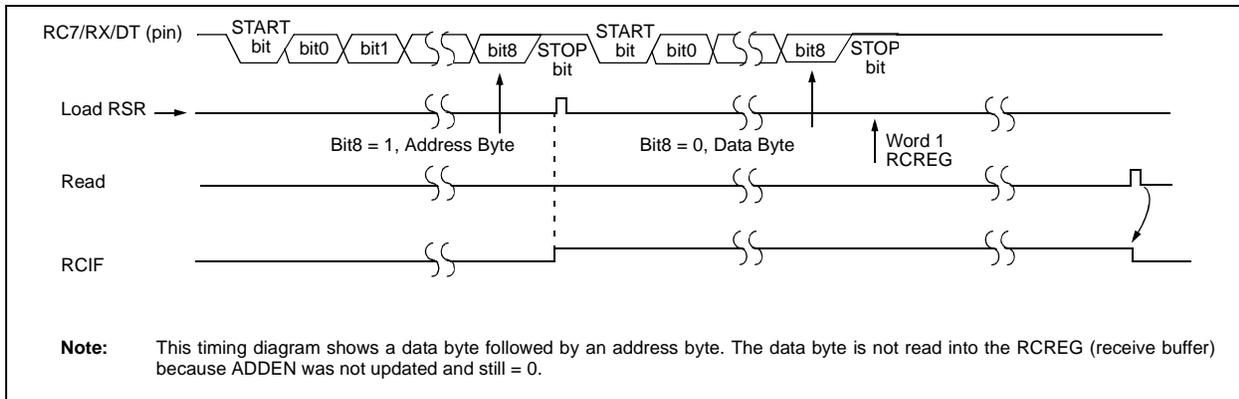 RC7/RX/DT (pin)
START
bit
bit0
bit1
bit8
STOP
bit
START
bit
bit0
bit8
STOP
bit
Load RSR
Bit8 = 1, Address Byte
Bit8 = 0, Data Byte
Word 1
RCREG
Read
RCIF
Note: This timing diagram shows a data byte followed by an address byte. The data byte is not read into the RCREG (receive buffer)
because ADDEN was not updated and still = 0.